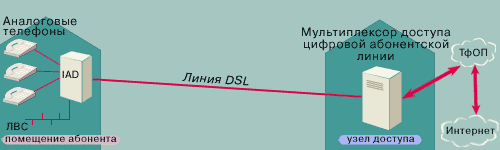 Аналоговые
телефоны
IAD
ЛВС
помещение абонента
Линия DSL
Мультиплексор доступа
цифровой абонентской
линии
узел доступа
ТфОП
Интернет